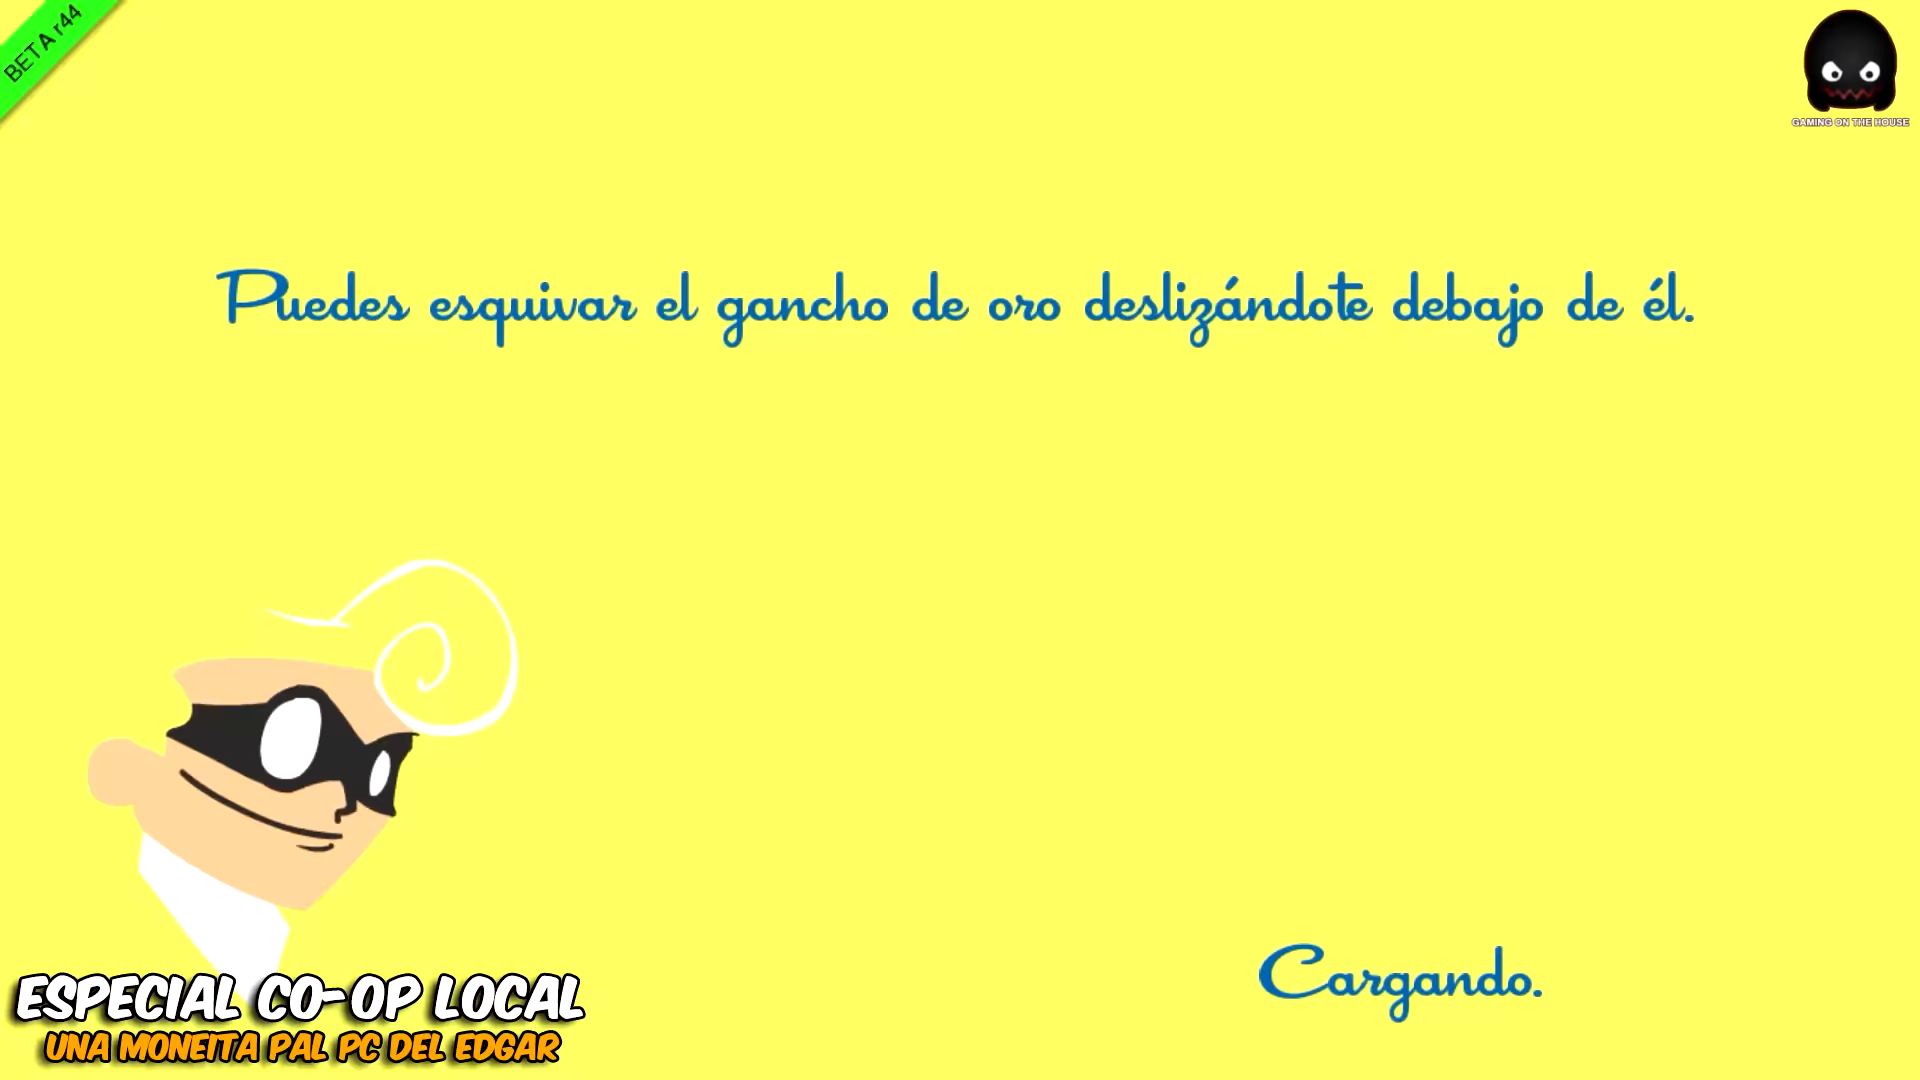 BETA r44
GAMING ON THE HOUSE
Puedes esquivar el gancho de oro deslizándote debajo de él.
Cargando.
ESPECIAL CO-OP LOCAL
UNA MONEITA PAL PC DEL EDGAR